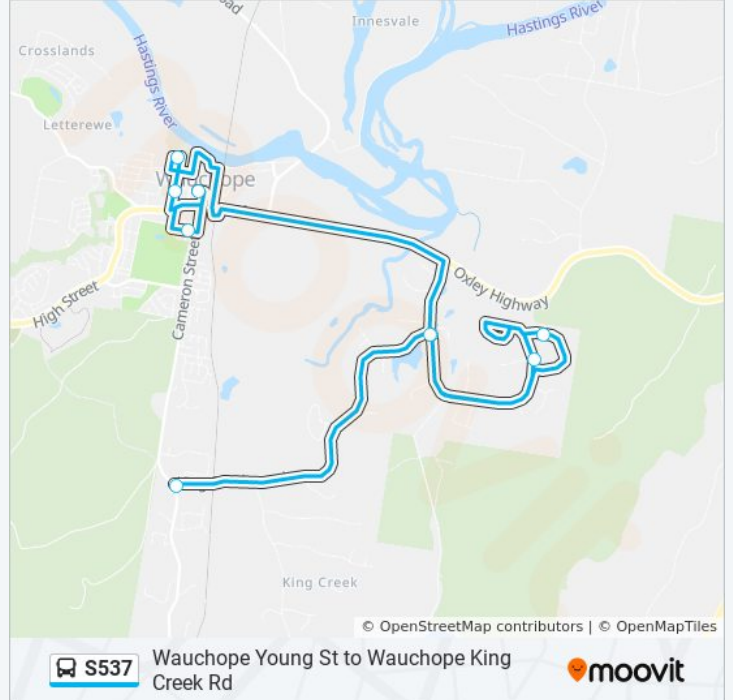 oad
Innesvale
Hastings River
Crosslands
Hastings River
Letterewe
Wauchope
Oxley Highway
Cameron Street
High Street
King Creek
© OpenStreetMap contributors | © OpenMapTiles
S537
Wauchope Young St to Wauchope King
Creek Rd
moovit